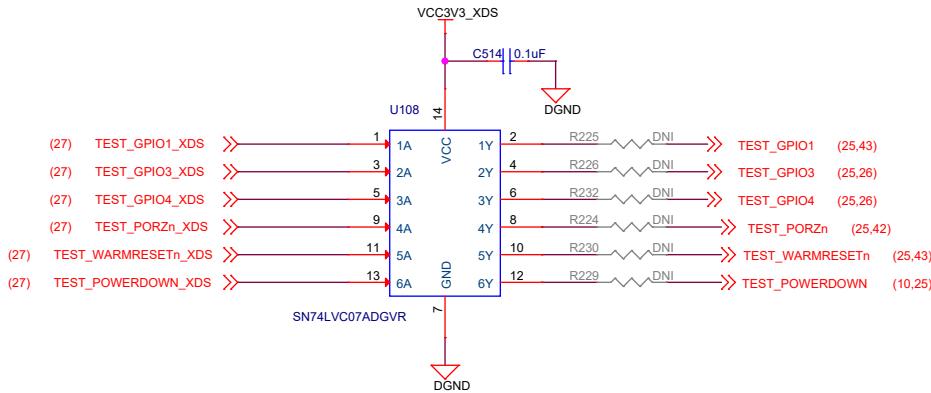 VCC3V3_XDS
C514 0.1uF
DGND
U108
14
VCC
(27) TEST_GPIO1_XDS 1 1A 1Y 2 R225 DNI TEST_GPIO1 (25,43)
(27) TEST_GPIO3_XDS 3 2A 2Y 4 R226 DNI TEST_GPIO3 (25,26)
(27) TEST_GPIO4_XDS 5 3A 3Y 6 R232 DNI TEST_GPIO4 (25,26)
(27) TEST_PORZn_XDS 9 4A 4Y 8 R224 DNI TEST_PORZn (25,42)
(27) TEST_WARMRESETn_XDS 11 5A 5Y 10 R230 DNI TEST_WARMRESETn (25,43)
(27) TEST_POWERDOWN_XDS 13 6A 6Y 12 R229 DNI TEST_POWERDOWN (10,25)
GND
7
SN74LVC07ADGVR
DGND